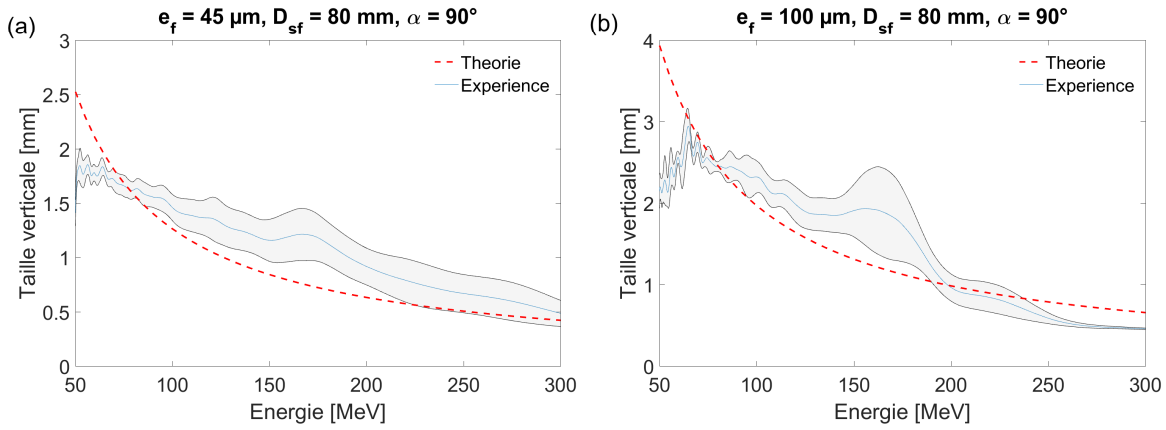 (a)
e_f = 45 µm, D_sf = 80 mm, α = 90°
3
2.5
2
1.5
1
0.5
0
Taille verticale [mm]
Theorie
Experience
50 100 150 200 250 300
Energie [MeV]
(b)
e_f = 100 µm, D_sf = 80 mm, α = 90°
4
3
2
1
0
Taille verticale [mm]
Theorie
Experience
50 100 150 200 250 300
Energie [MeV]